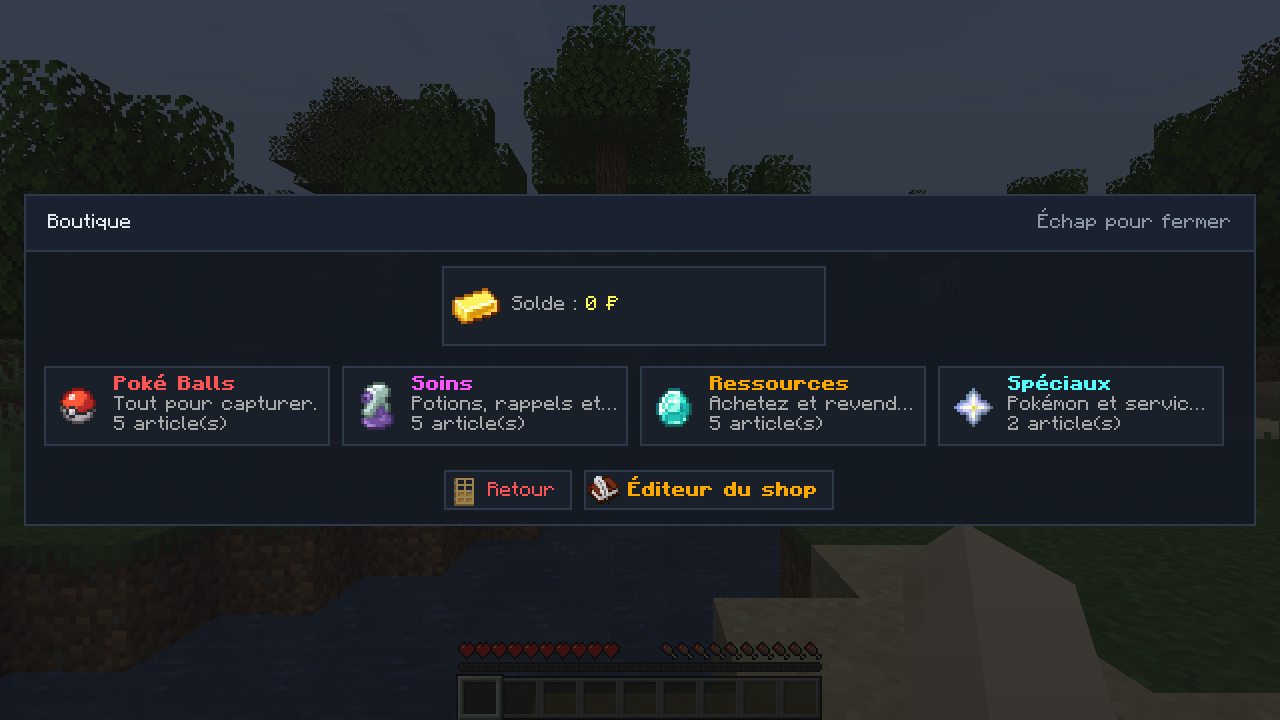 Boutique
Échap pour fermer
Solde : 0 ₣
Poké Balls
Tout pour capturer.
5 article(s)
Soins
Potions, rappels et...
5 article(s)
Ressources
Achetez et revend...
5 article(s)
Spéciaux
Pokémon et servic...
2 article(s)
Retour
Éditeur du shop